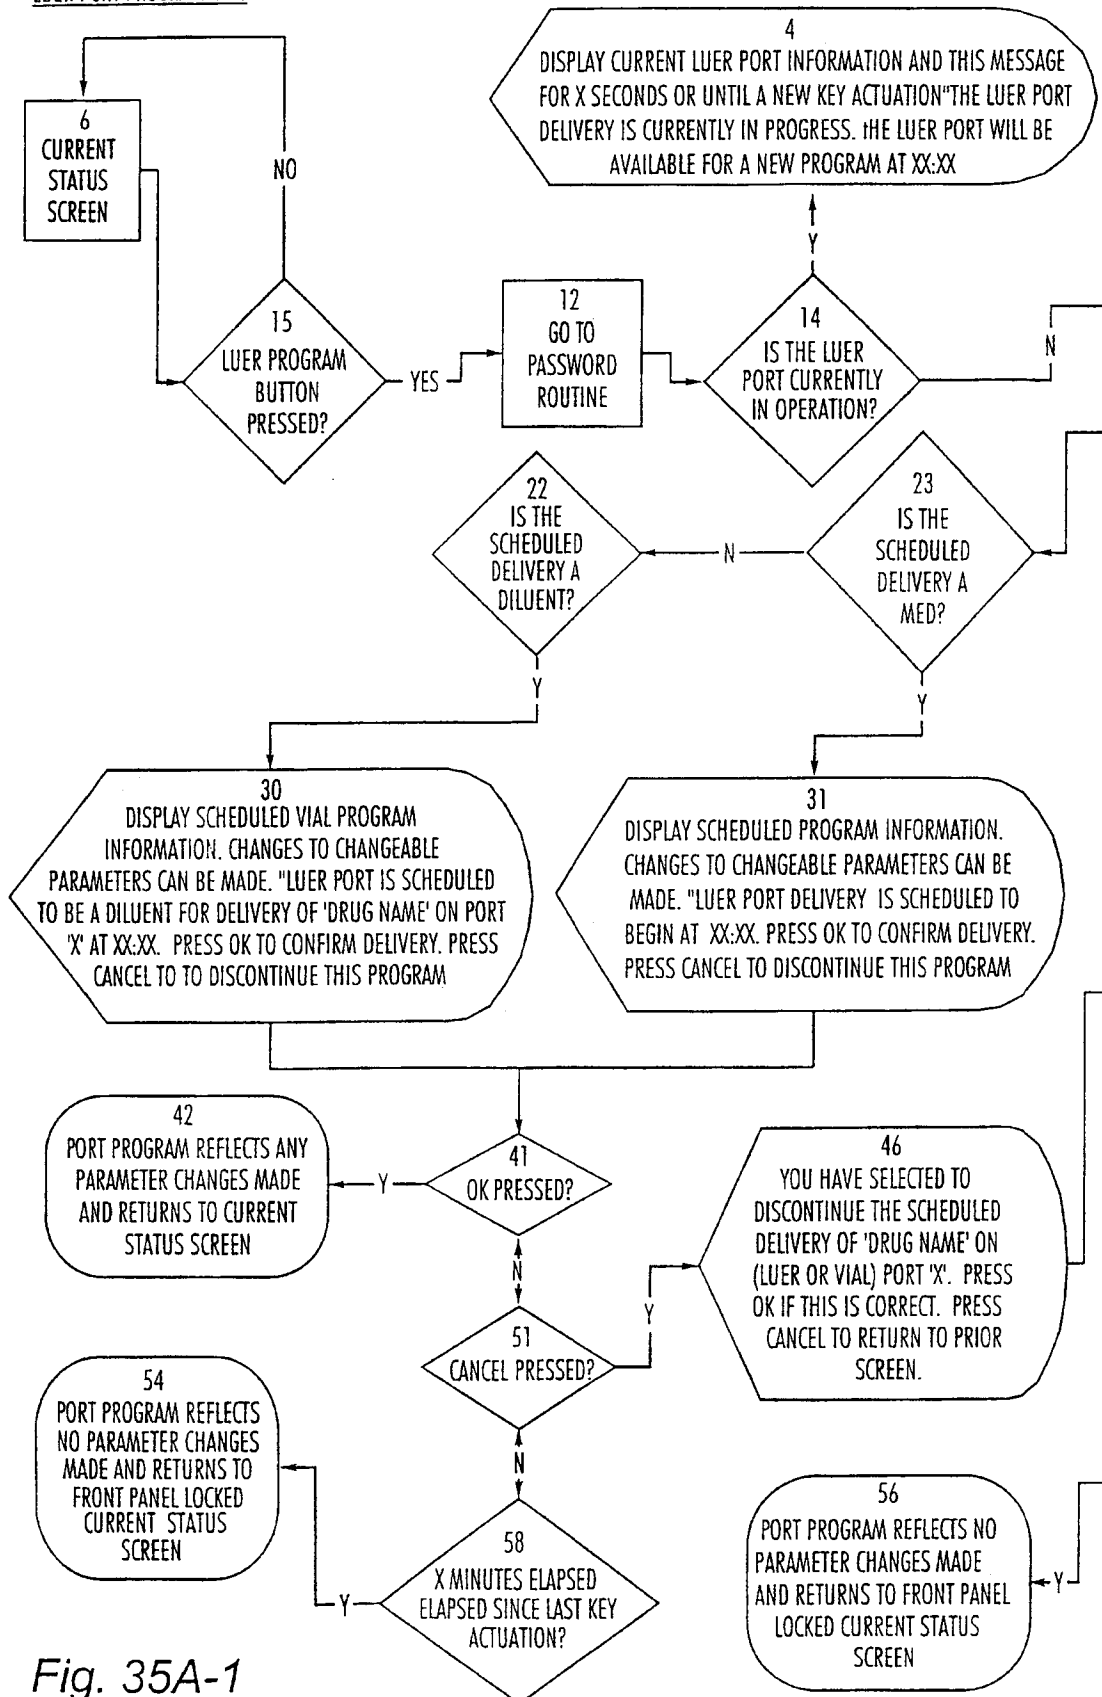 4
DISPLAY CURRENT LUER PORT INFORMATION AND THIS MESSAGE
FOR X SECONDS OR UNTIL A NEW KEY ACTUATION"THE LUER PORT
DELIVERY IS CURRENTLY IN PROGRESS. tHE LUER PORT WILL BE
AVAILABLE FOR A NEW PROGRAM AT XX:XX
6
CURRENT
STATUS
SCREEN
NO
Y
15
LUER PROGRAM
BUTTON
PRESSED?
YES
12
GO TO
PASSWORD
ROUTINE
14
IS THE LUER
PORT CURRENTLY
IN OPERATION?
N
22
IS THE
SCHEDULED
DELIVERY A
DILUENT?
N
23
IS THE
SCHEDULED
DELIVERY A
MED?
Y
Y
30
DISPLAY SCHEDULED VIAL PROGRAM
INFORMATION. CHANGES TO CHANGEABLE
PARAMETERS CAN BE MADE. "LUER PORT IS SCHEDULED
TO BE A DILUENT FOR DELIVERY OF 'DRUG NAME' ON PORT
'X' AT XX:XX. PRESS OK TO CONFIRM DELIVERY. PRESS
CANCEL TO TO DISCONTINUE THIS PROGRAM
31
DISPLAY SCHEDULED PROGRAM INFORMATION.
CHANGES TO CHANGEABLE PARAMETERS CAN BE
MADE. "LUER PORT DELIVERY IS SCHEDULED TO
BEGIN AT XX:XX. PRESS OK TO CONFIRM DELIVERY.
PRESS CANCEL TO DISCONTINUE THIS PROGRAM
42
PORT PROGRAM REFLECTS ANY
PARAMETER CHANGES MADE
AND RETURNS TO CURRENT
STATUS SCREEN
Y
41
OK PRESSED?
N
46
YOU HAVE SELECTED TO
DISCONTINUE THE SCHEDULED
DELIVERY OF 'DRUG NAME' ON
(LUER OR VIAL) PORT 'X'. PRESS
OK IF THIS IS CORRECT. PRESS
CANCEL TO RETURN TO PRIOR
SCREEN.
51
CANCEL PRESSED?
Y
N
54
PORT PROGRAM REFLECTS
NO PARAMETER CHANGES
MADE AND RETURNS TO
FRONT PANEL LOCKED
CURRENT STATUS
SCREEN
Y
58
X MINUTES ELAPSED
ELAPSED SINCE LAST KEY
ACTUATION?
56
PORT PROGRAM REFLECTS NO
PARAMETER CHANGES MADE
AND RETURNS TO FRONT PANEL
LOCKED CURRENT STATUS
SCREEN
Y
Fig. 35A-1